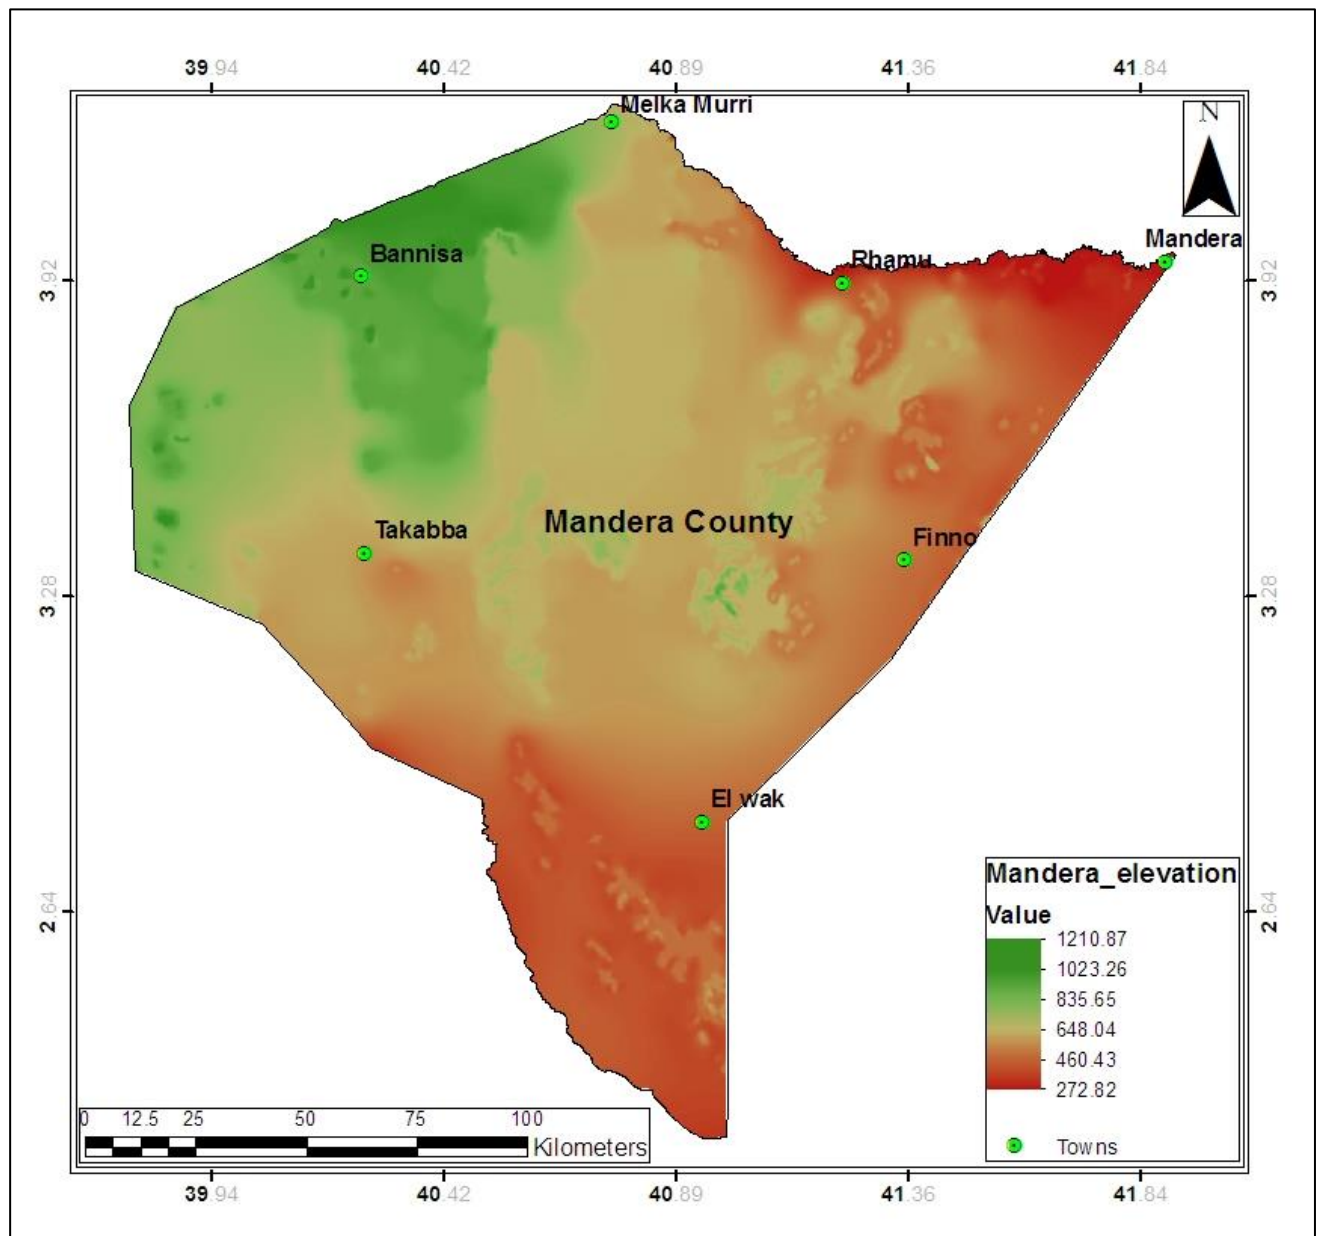 39.94 40.42 40.89 41.36 41.84
Melka Murri
N
Mandera
Bannisa
Rhamu
3.92 3.92
Takabba
Mandera County
Finno
3.28 3.28
El wak
Mandera_elevation
Value
2.64 2.64
1210.87
1023.26
835.65
648.04
460.43
272.82
0 12.5 25 50 75 100
Kilometers
Towns
39.94 40.42 40.89 41.36 41.84